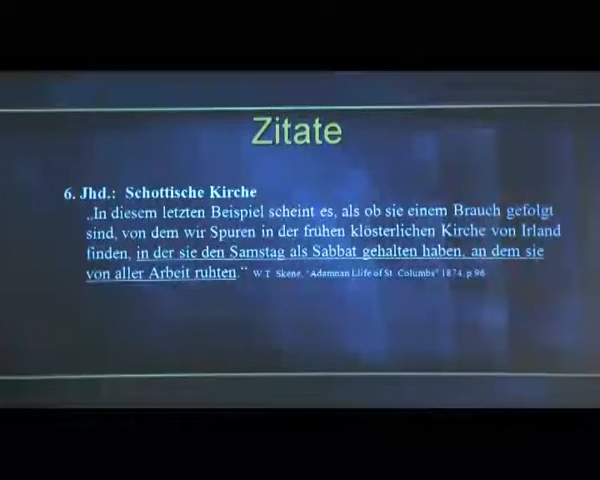 Zitate
6. Jhd.: Schottische Kirche
„In diesem letzten Beispiel scheint es, als ob sie einem Brauch gefolgt
sind, von dem wir Spuren in der frühen klösterlichen Kirche von Irland
finden, in der sie den Samstag als Sabbat gehalten haben, an dem sie
von aller Arbeit ruhten.“ W.T. Skene, "Adamnan Llife of St. Columbs" 1874, p.96